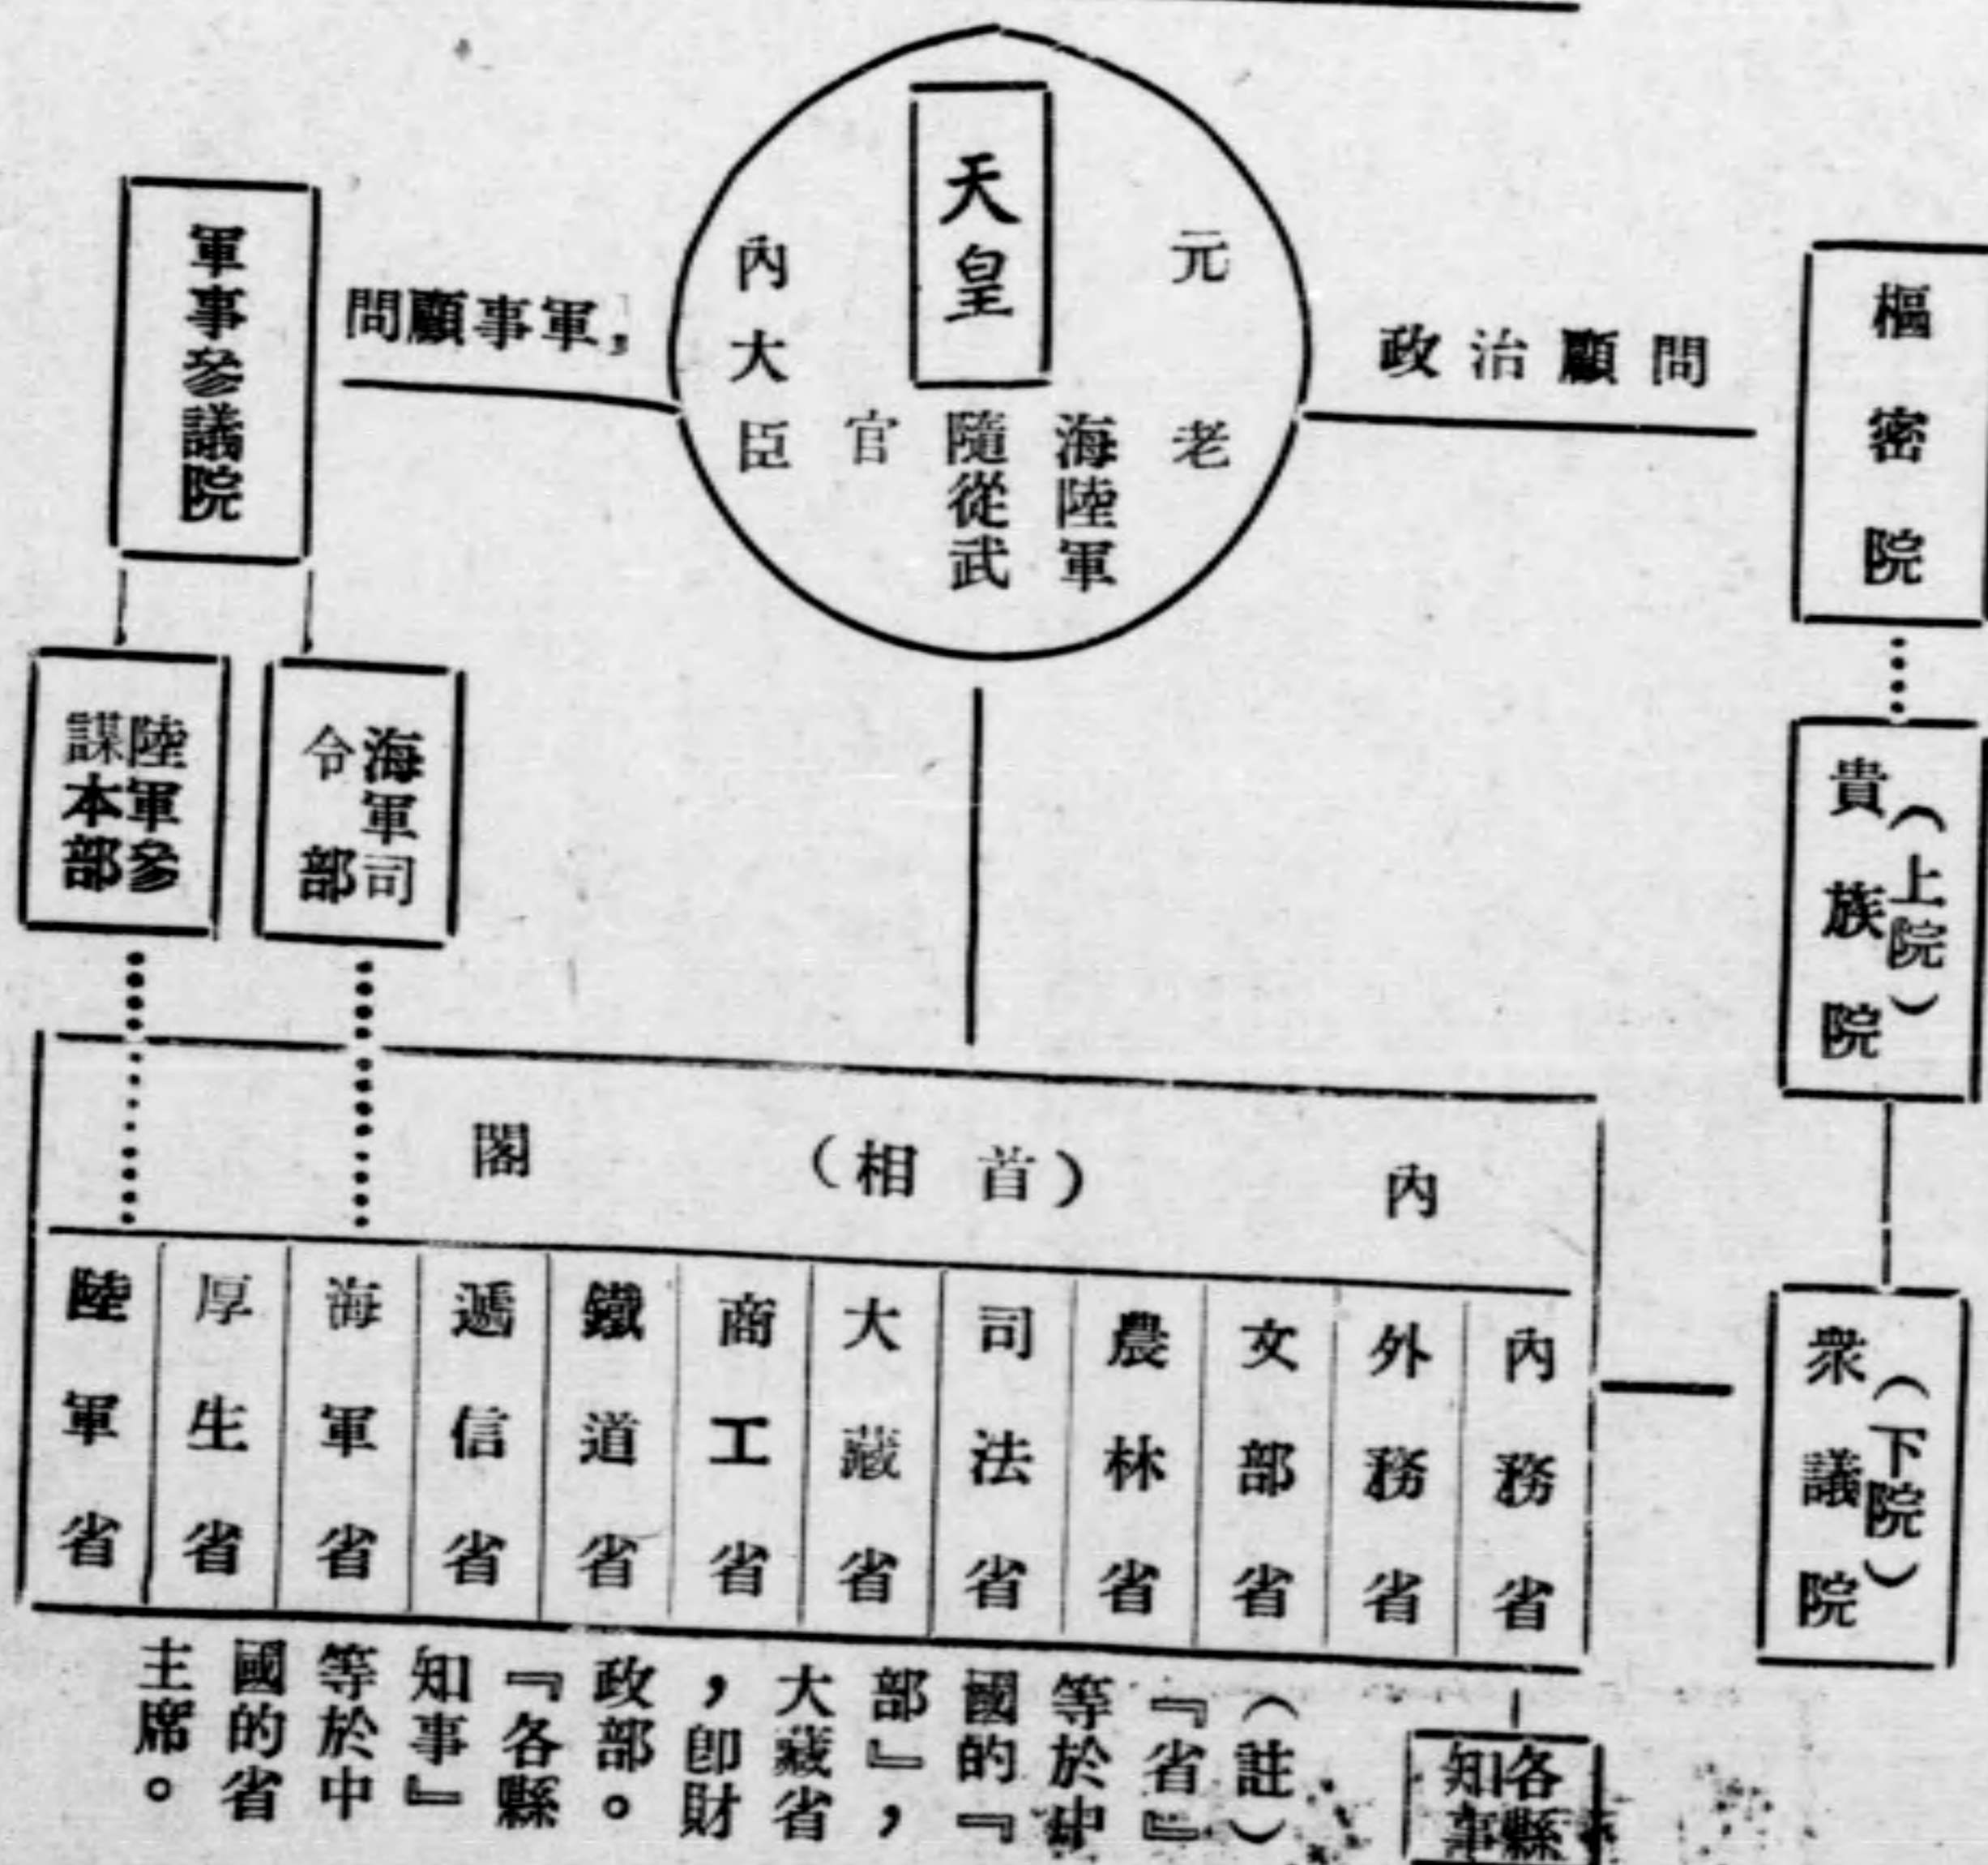 天皇
元老
海陸軍
隨從武
官
內大臣
政治顧問
樞密院
貴族院
（上院）
衆議院
（下院）
軍事顧問
軍事參議院
海軍司
令部
陸軍參
謀本部
內（首相）閣
內務省
外務省
文部省
農林省
司法省
大藏省
商工省
鐵道省
遞信省
海軍省
厚生省
陸軍省
各縣
知事
（註）
『省』
等於中
國的『
部』，
大藏省
，卽財
政部。
『各縣
知事』
等於中
國的省
主席。